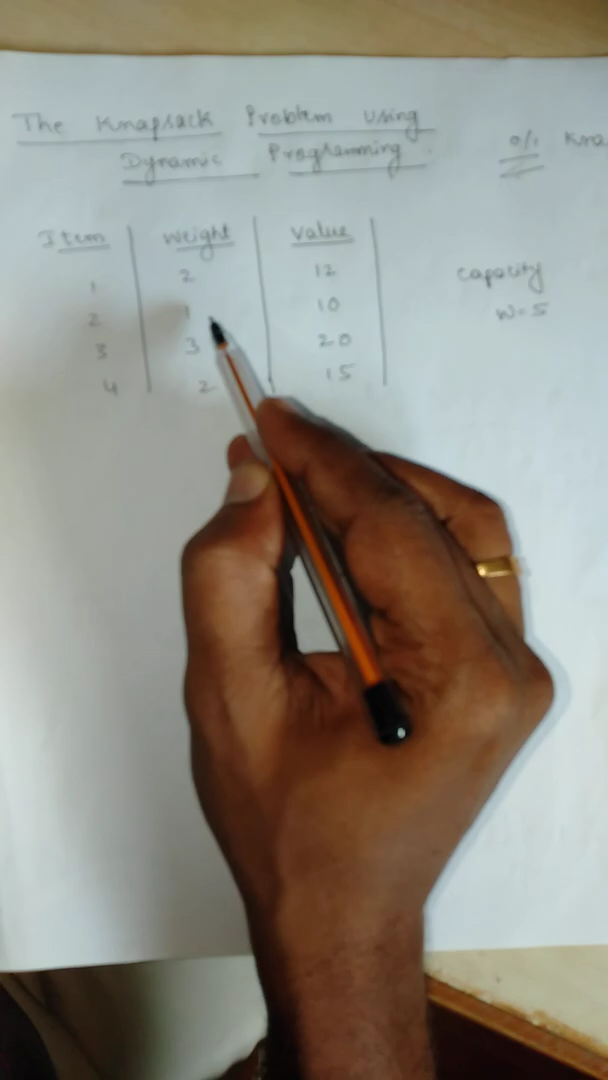 The Knapsack Problem Using
Dynamic Programming.
0/1 Kna
Item Weight Value
1 2 12
2 1 10
3 3 20
4 2 15
Capacity
W=5